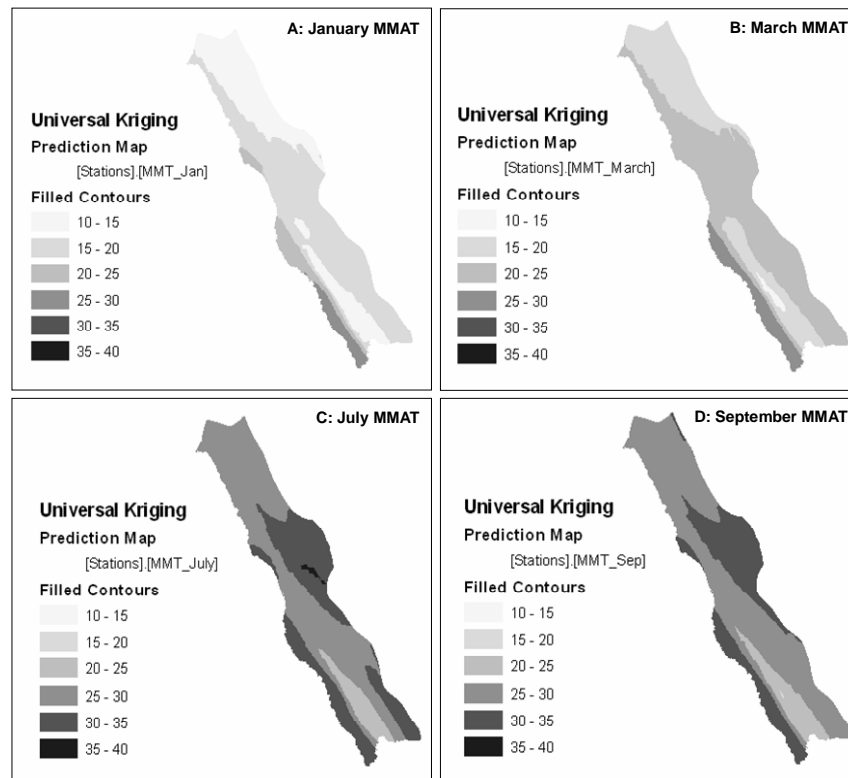 A: January MMAT
Universal Kriging
Prediction Map
[Stations].[MMT_Jan]
Filled Contours
10 - 15
15 - 20
20 - 25
25 - 30
30 - 35
35 - 40
B: March MMAT
Universal Kriging
Prediction Map
[Stations].[MMT_March]
Filled Contours
10 - 15
15 - 20
20 - 25
25 - 30
30 - 35
35 - 40
C: July MMAT
Universal Kriging
Prediction Map
[Stations].[MMT_July]
Filled Contours
10 - 15
15 - 20
20 - 25
25 - 30
30 - 35
35 - 40
D: September MMAT
Universal Kriging
Prediction Map
[Stations].[MMT_Sep]
Filled Contours
10 - 15
15 - 20
20 - 25
25 - 30
30 - 35
35 - 40